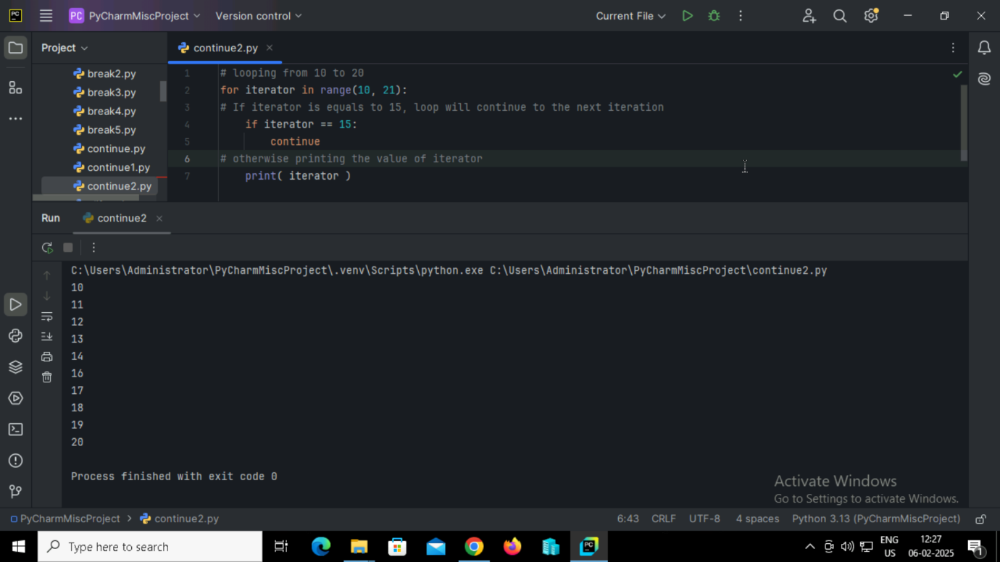 PC
PC PyCharmMiscProject Version control Current File
Project
continue2.py
break2.py
break3.py
break4.py
break5.py
continue.py
continue1.py
continue2.py
1 # looping from 10 to 20
2 for iterator in range(10, 21):
3 # If iterator is equals to 15, loop will continue to the next iteration
4 if iterator == 15:
5 continue
6 # otherwise printing the value of iterator
7 print( iterator )
Run continue2
C:\Users\Administrator\PyCharmMiscProject\.venv\Scripts\python.exe C:\Users\Administrator\PyCharmMiscProject\continue2.py
10
11
12
13
14
16
17
18
19
20
Process finished with exit code 0
Activate Windows
Go to Settings to activate Windows.
PyCharmMiscProject > continue2.py 6:43 CRLF UTF-8 4 spaces Python 3.13 (PyCharmMiscProject)
Type here to search
PC
ENG
US
12:27
06-02-2025
1